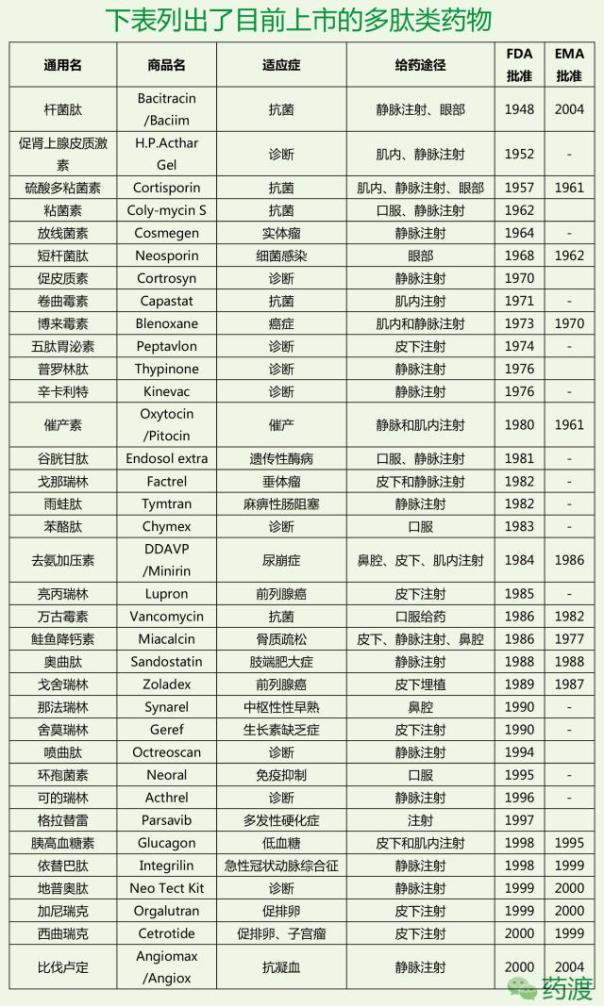 下表列出了目前上市的多肽类药物
通用名 商品名 适应症 给药途径 FDA批准 EMA批准
杆菌肽 Bacitracin/Baciim 抗菌 静脉注射、眼部 1948 2004
促肾上腺皮质激素 H.P.Acthar Gel 诊断 肌内、静脉注射 1952 -
硫酸多粘菌素 Cortisporin 抗菌 肌内、静脉注射、眼部 1957 1961
粘菌素 Coly-mycin S 抗菌 口服、静脉注射 1962
放线菌素 Cosmegen 实体瘤 静脉注射 1964 -
短杆菌肽 Neosporin 细菌感染 眼部 1968 1962
促皮质素 Cortrosyn 诊断 静脉注射 1970
卷曲霉素 Capastat 抗菌 肌内注射 1971 -
博来霉素 Blenoxane 癌症 肌内和静脉注射 1973 1970
五肽胃泌素 Peptavlon 诊断 皮下注射 1974 -
普罗林肽 Thypinone 诊断 静脉注射 1976
辛卡利特 Kinevac 诊断 静脉注射 1976 -
催产素 Oxytocin/Pitocin 催产 静脉和肌内注射 1980 1961
谷胱甘肽 Endosol extra 遗传性酶病 口服、静脉注射 1981 -
戈那瑞林 Factrel 垂体瘤 皮下和静脉注射 1982 -
雨蛙肽 Tymtran 麻痹性肠阻塞 静脉注射 1982 -
苯酪肽 Chymex 诊断 口服 1983 -
去氨加压素 DDAVP/Minirin 尿崩症 鼻腔、皮下、肌内注射 1984 1986
亮丙瑞林 Lupron 前列腺癌 皮下注射 1985 -
万古霉素 Vancomycin 抗菌 口服给药 1986 1982
鲑鱼降钙素 Miacalcin 骨质疏松 皮下、静脉注射、鼻腔 1986 1977
奥曲肽 Sandostatin 肢端肥大症 静脉注射 1988 1988
戈舍瑞林 Zoladex 前列腺癌 皮下埋植 1989 1987
那法瑞林 Synarel 中枢性性早熟 鼻腔 1990 -
舍莫瑞林 Geref 生长素缺乏症 皮下注射 1990 -
喷曲肽 Octreoscan 诊断 静脉注射 1994
环孢菌素 Neoral 免疫抑制 口服 1995 -
可的瑞林 Acthrel 诊断 静脉注射 1996 -
格拉替雷 Parsavib 多发性硬化症 注射 1997
胰高血糖素 Glucagon 低血糖 皮下和肌内注射 1998 1995
依替巴肽 Integrilin 急性冠状动脉综合征 静脉注射 1998 1999
地普奥肽 Neo Tect Kit 诊断 静脉注射 1999 2000
加尼瑞克 Orgalutran 促排卵 皮下注射 1999 2000
西曲瑞克 Cetrotide 促排卵、子宫瘤 皮下注射 2000 1999
比伐卢定 Angiomax/Angiox 抗凝血 静脉注射 2000 2004
药渡